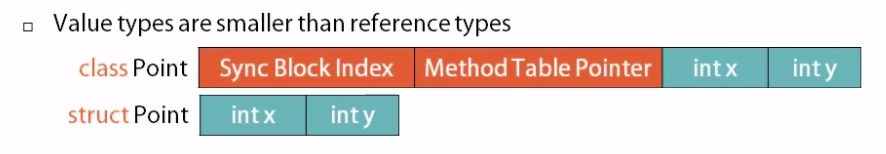 Value types are smaller than reference types
class Point Sync Block Index Method Table Pointer int x int y
struct Point int x int y